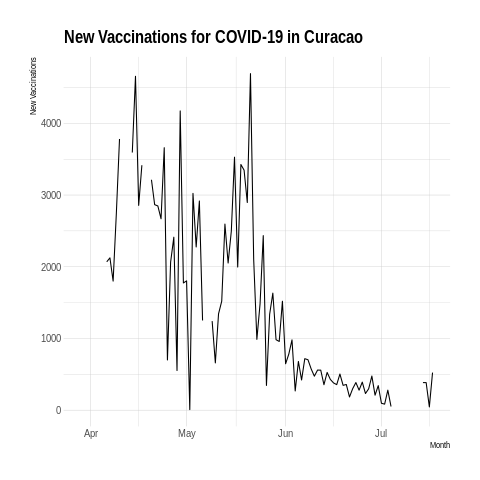 New Vaccinations for COVID-19 in Curacao
New Vaccinations
4000
3000
2000
1000
0
Apr
May
Jun
Jul
Month